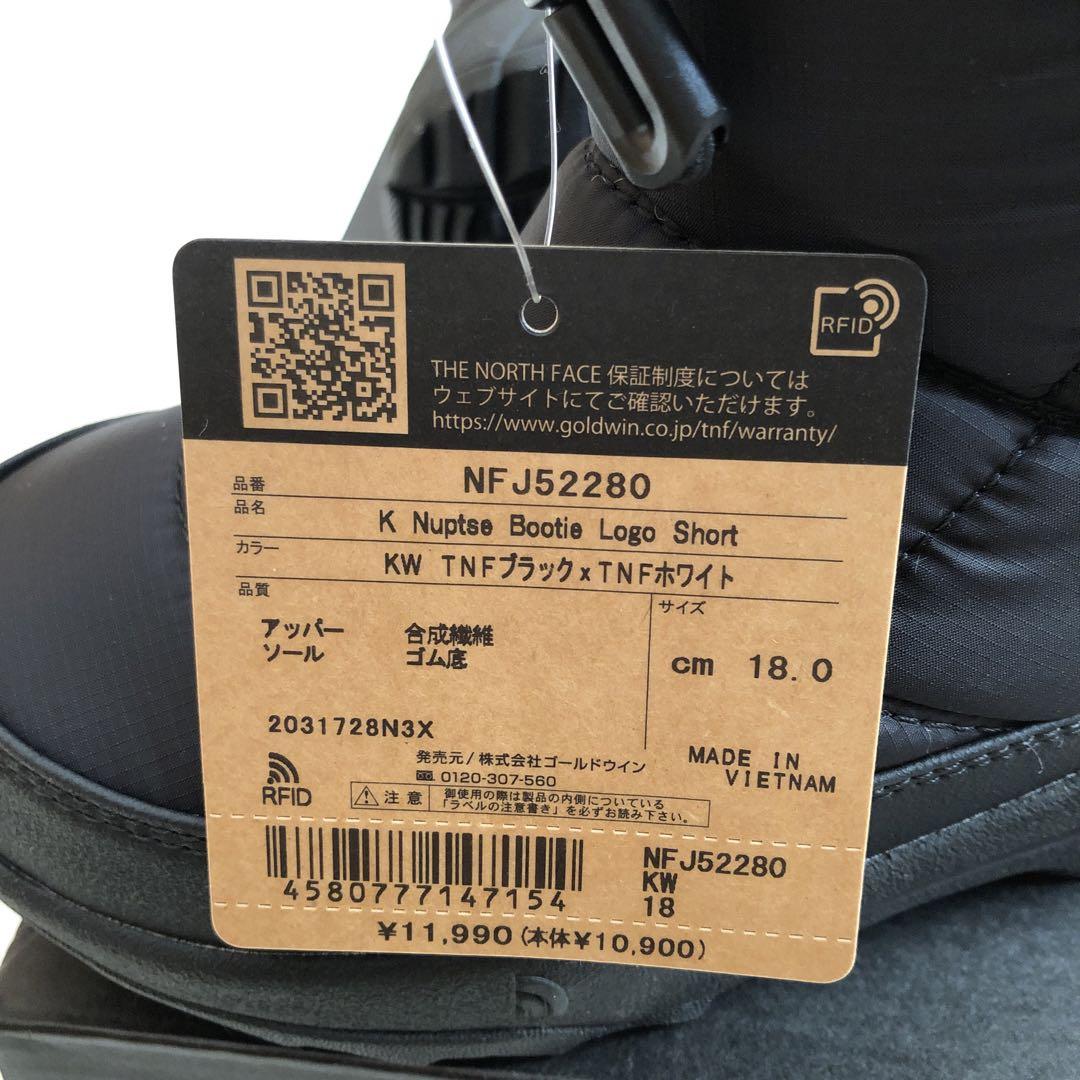 THE NORTH FACE 保証制度については
ウェブサイトにてご確認いただけます。
https://www.goldwin.co.jp/tnf/warranty/
RFID
品番 NFJ52280
品名 K Nuptse Bootie Logo Short
カラー KW TNFブラックxTNFホワイト
品質
アッパー 合成繊維
ソール ゴム底
サイズ
cm 18.0
2031728N3X
MADE IN
VIETNAM
RFID
発売元/株式会社ゴールドウイン
0120-307-560
注意 御使用の際は製品の内側についている
「ラベルの注意書き」を必ずお読み下さい。
4580777147154
NFJ52280
KW
18
¥11,990(本体¥10,900)